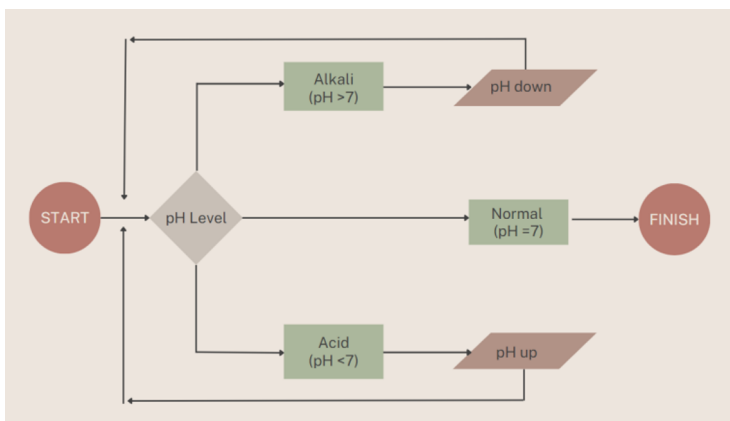 Alkali
(pH >7)
pH down
START
pH Level
Normal
(pH =7)
FINISH
Acid
(pH <7)
pH up